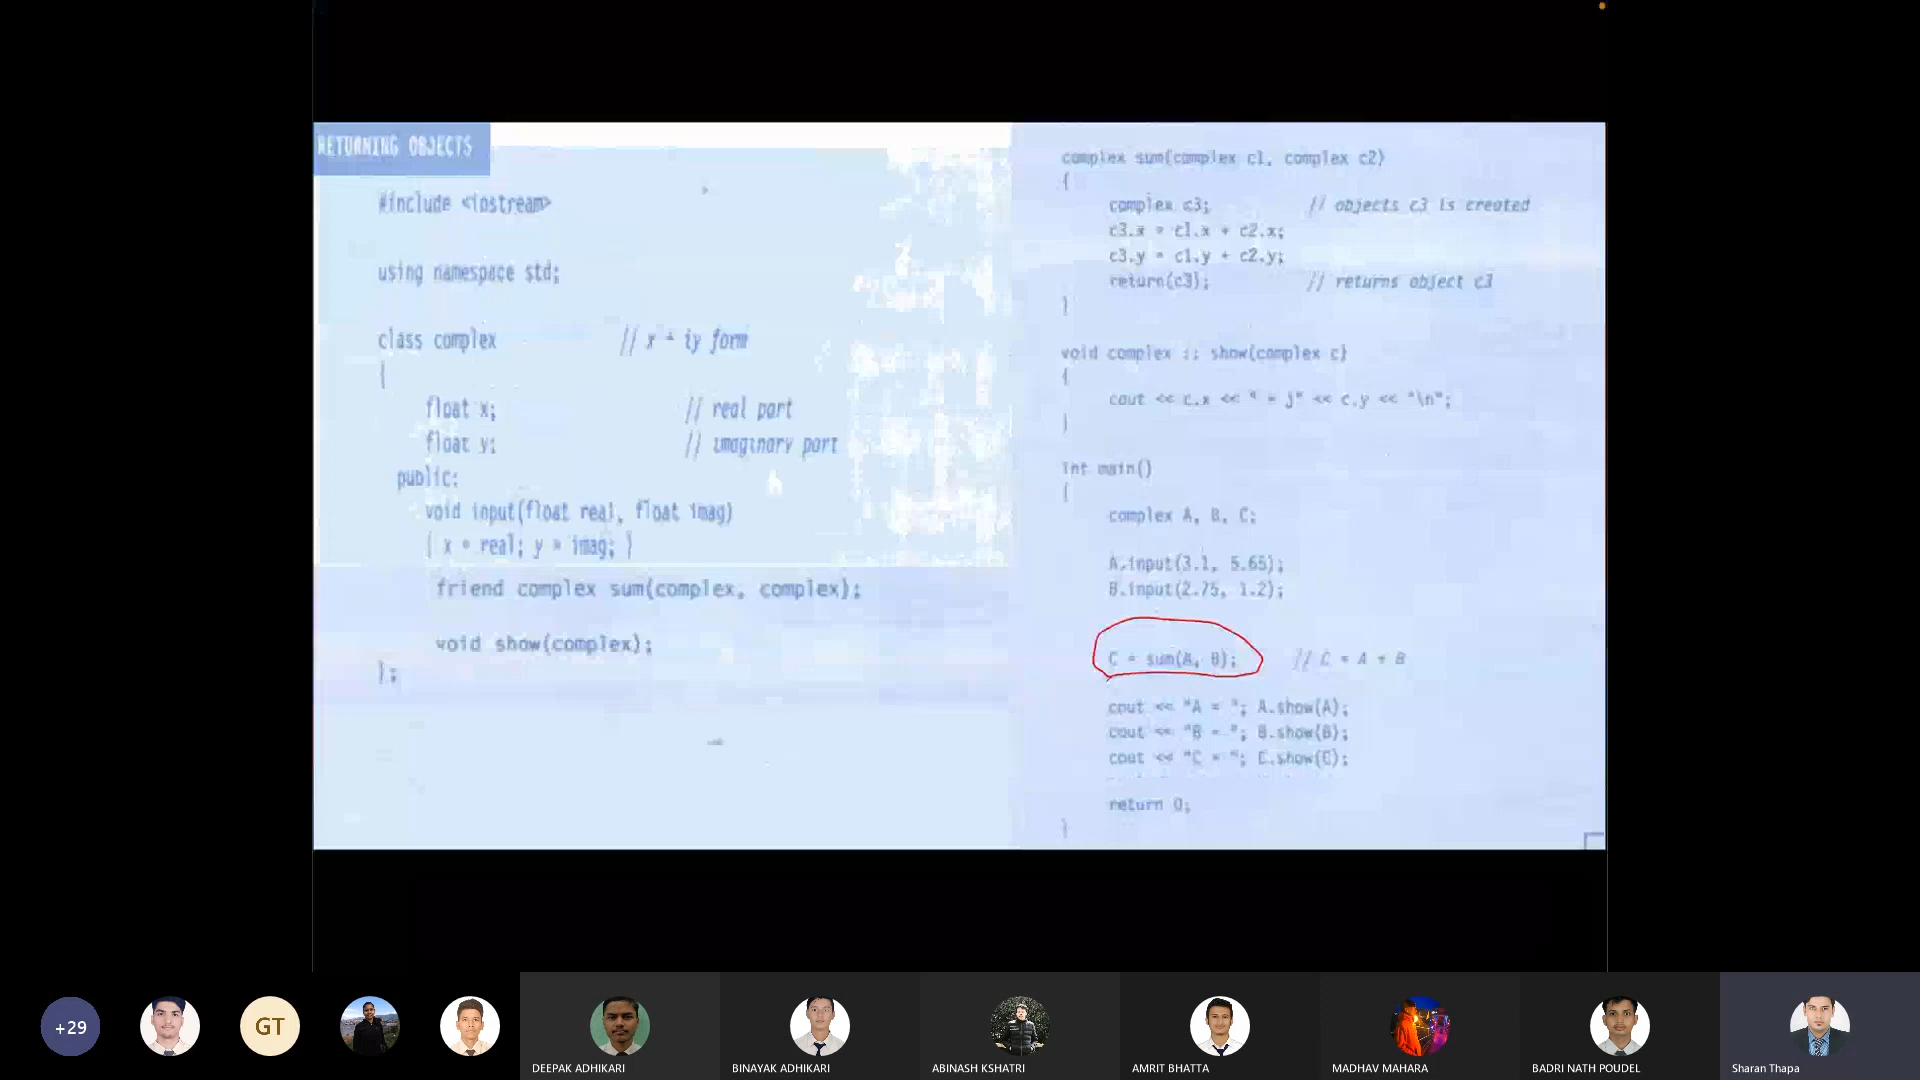 RETURNING OBJECTS
#include <iostream>
using namespace std;
class complex // x + iy form
{
float x; // real part
float y; // imaginary part
public:
void input(float real, float imag)
{ x = real; y = imag; }
friend complex sum(complex, complex);
void show(complex);
};
complex sum(complex c1, complex c2)
{
complex c3; // objects c3 is created
c3.x = c1.x + c2.x;
c3.y = c1.y + c2.y;
return(c3); // returns object c3
}
void complex :: show(complex c)
{
cout << c.x << " + j" << c.y << "\n";
}
int main()
{
complex A, B, C;
A.input(3.1, 5.65);
B.input(2.75, 1.2);
C = sum(A, B); // C = A + B
cout << "A = "; A.show(A);
cout << "B = "; B.show(B);
cout << "C = "; C.show(C);
return 0;
}
+29
GT
DEEPAK ADHIKARI
BINAYAK ADHIKARI
ABINASH KSHATRI
AMRIT BHATTA
MADHAV MAHARA
BADRI NATH POUDEL
Sharan Thapa